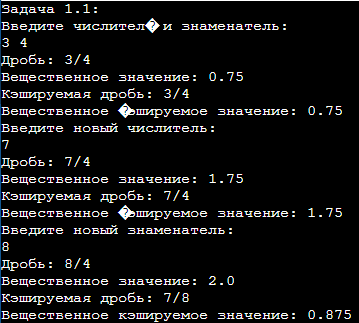 Задача 1.1:
Введите числител� и знаменатель:
3 4
Дробь: 3/4
Вещественное значение: 0.75
Кэшируемая дробь: 3/4
Вещественное �эшируемое значение: 0.75
Введите новый числитель:
7
Дробь: 7/4
Вещественное значение: 1.75
Кэшируемая дробь: 7/4
Вещественное �эшируемое значение: 1.75
Введите новый знаменатель:
8
Дробь: 8/4
Вещественное значение: 2.0
Кэшируемая дробь: 7/8
Вещественное кэшируемое значение: 0.875